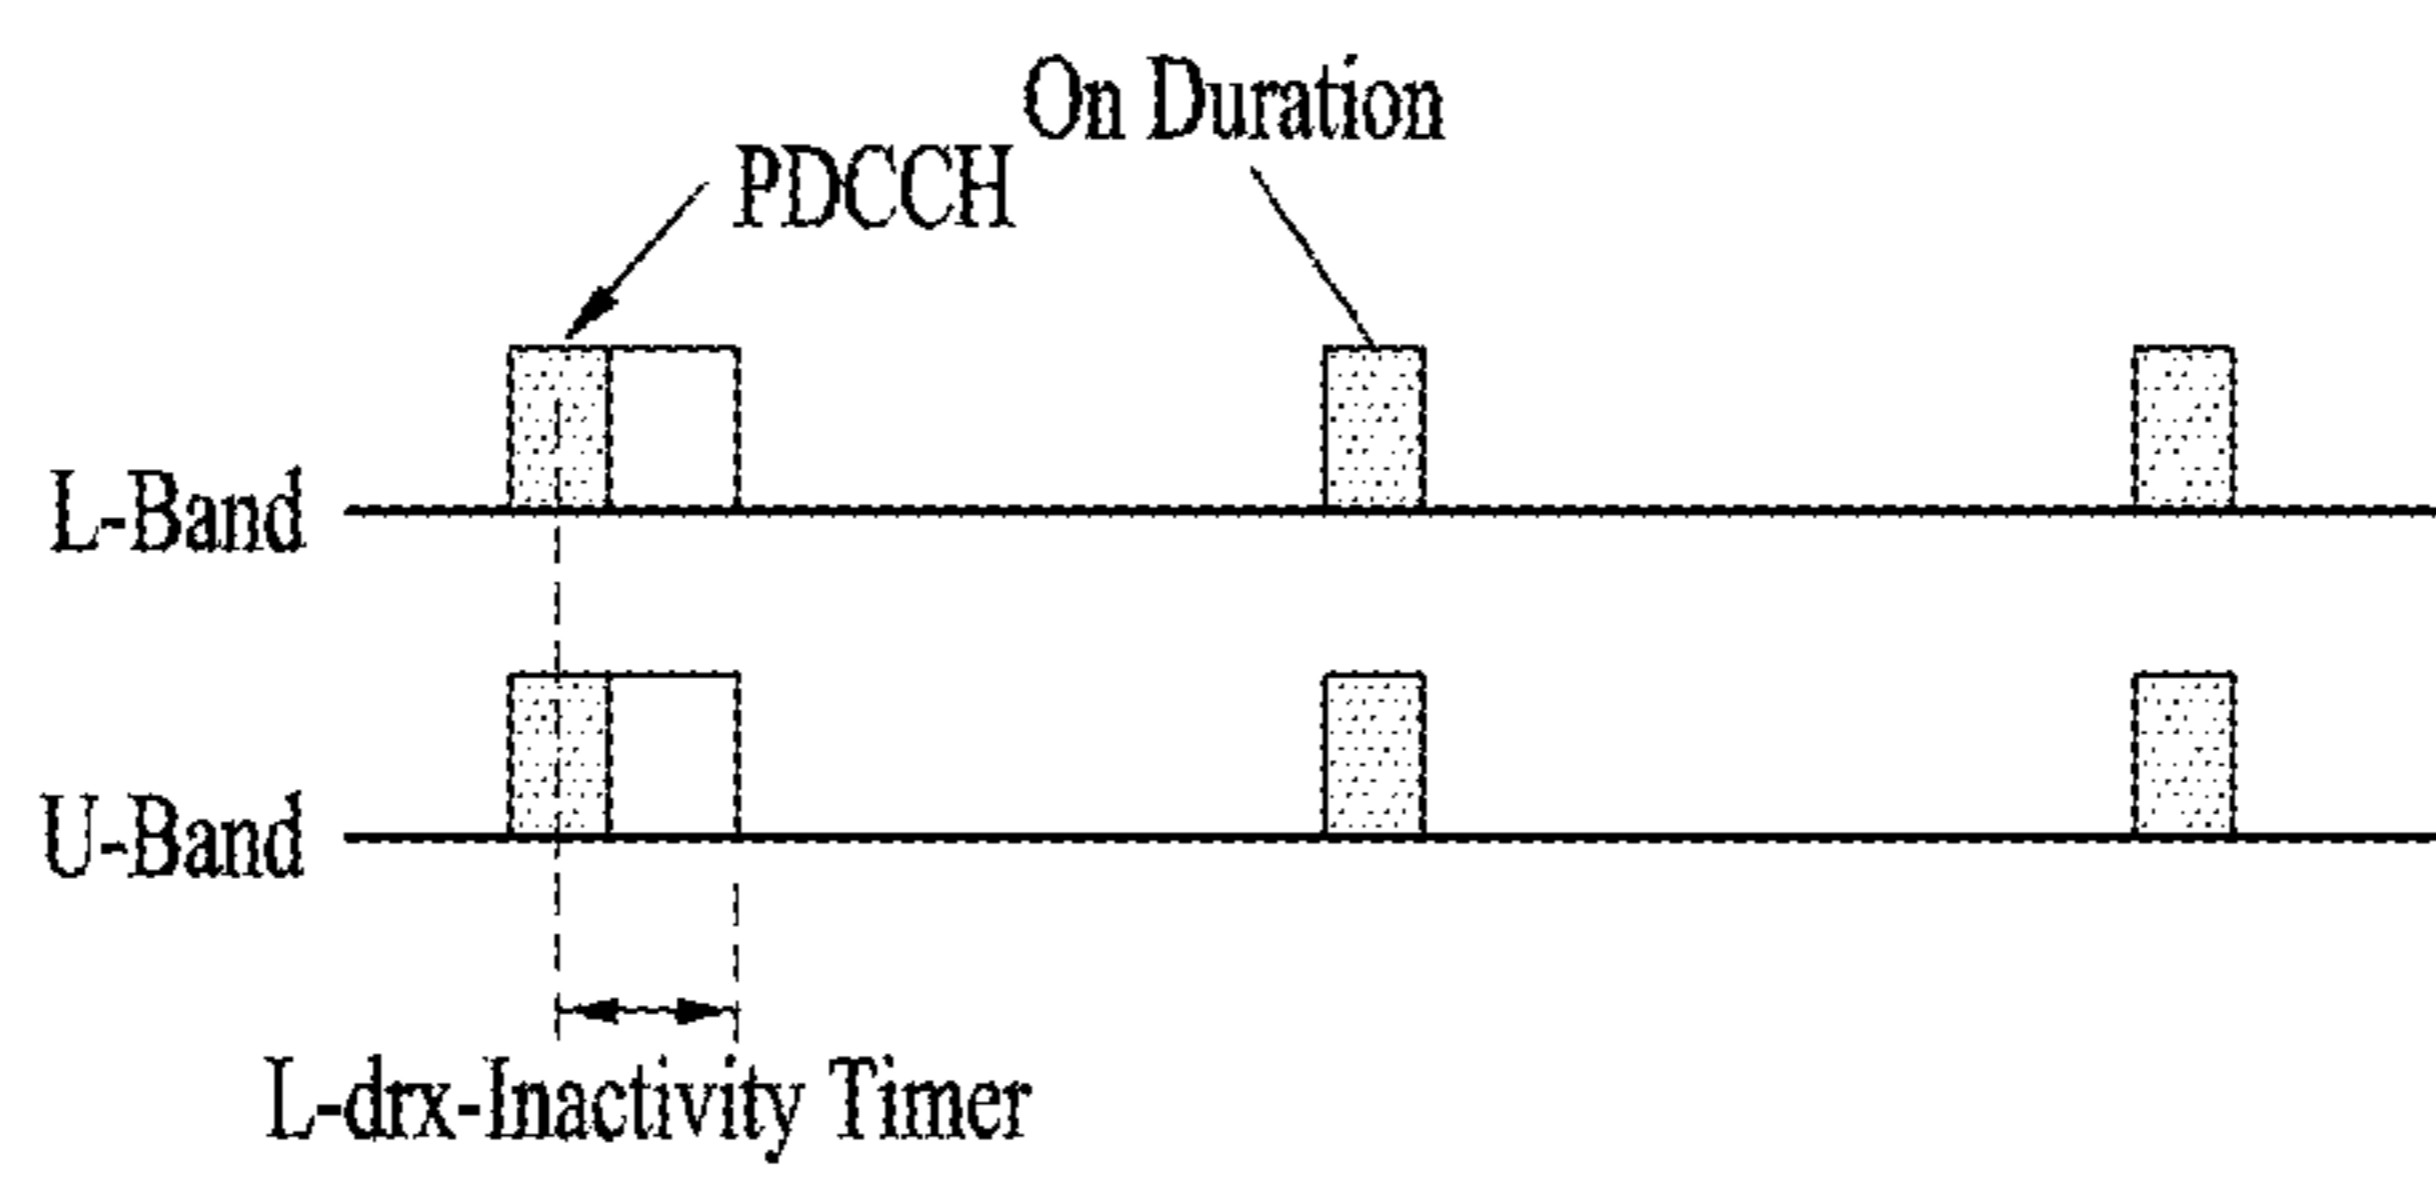 On Duration
PDCCH
L-Band
U-Band
L-drx-Inactivity Timer